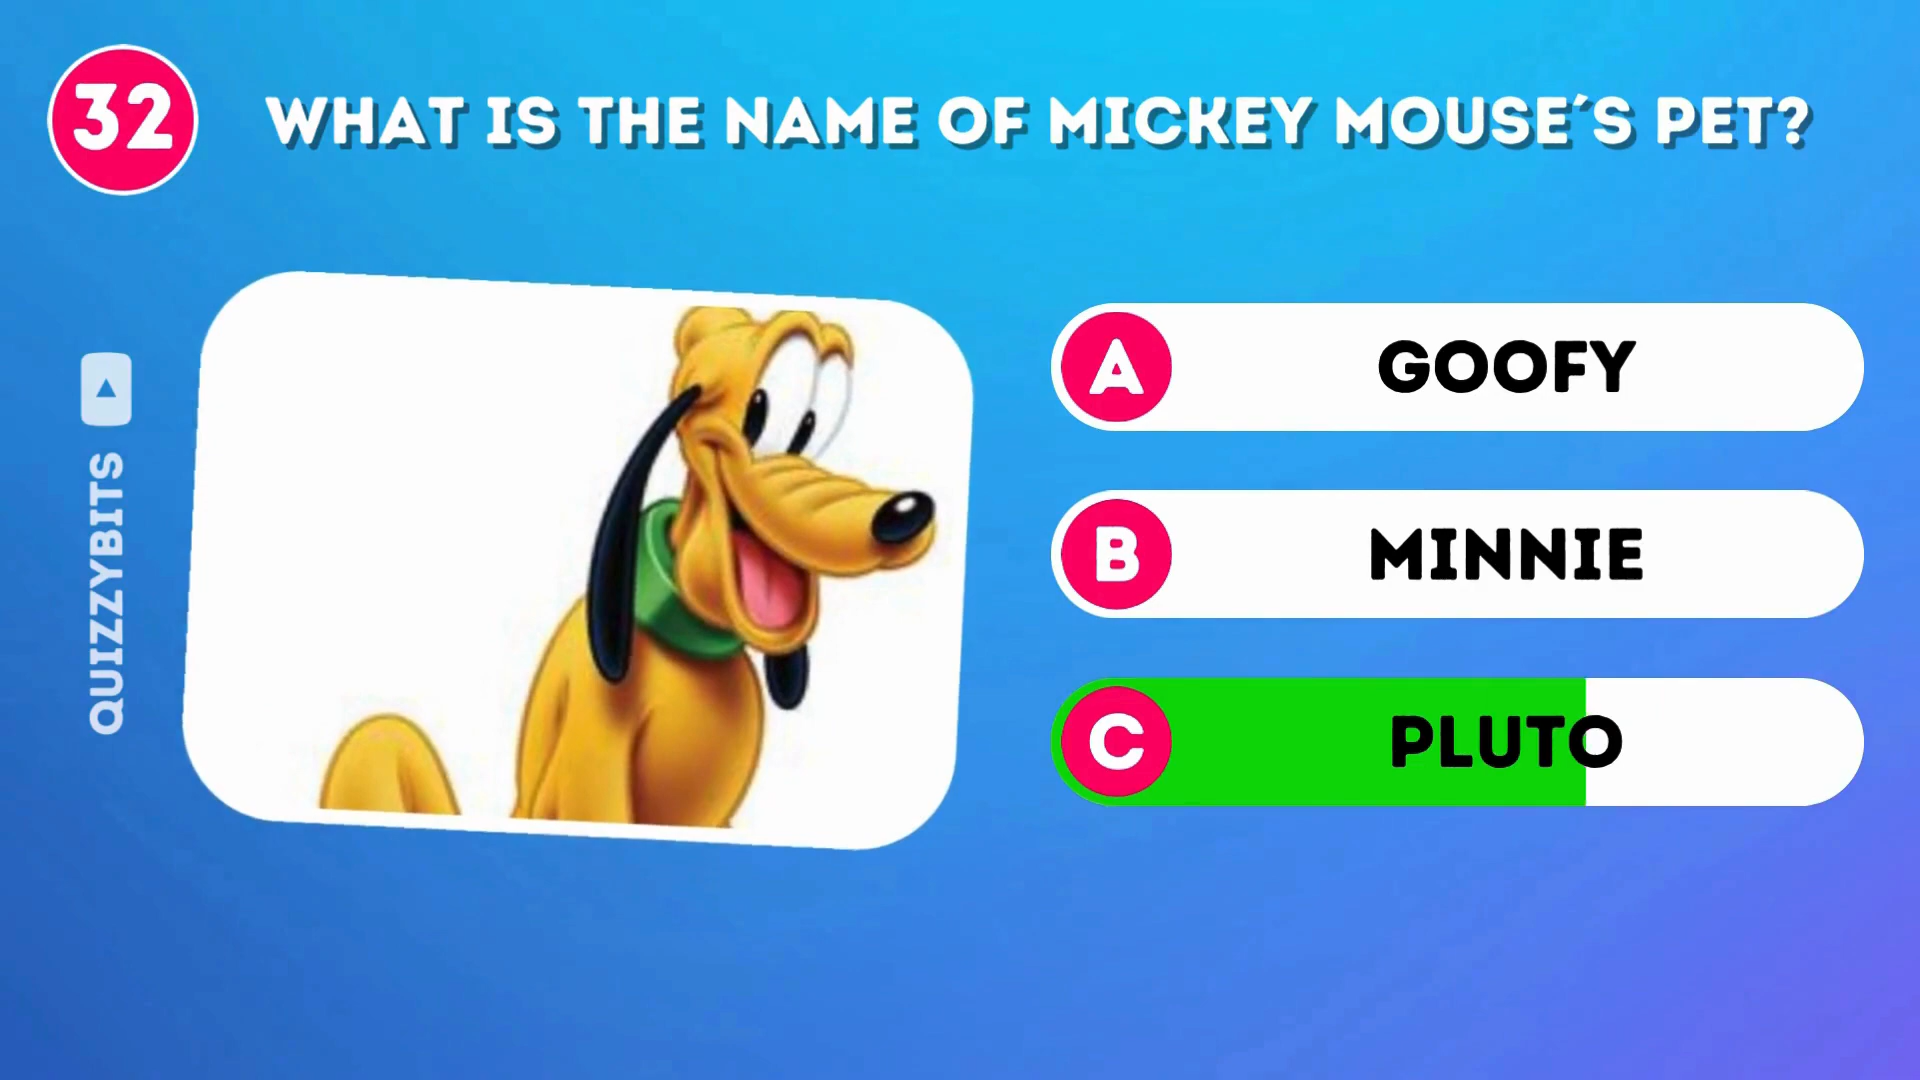 32
WHAT IS THE NAME OF MICKEY MOUSE´S PET?
QUIZZYBITS
A
GOOFY
B
MINNIE
C
PLUTO